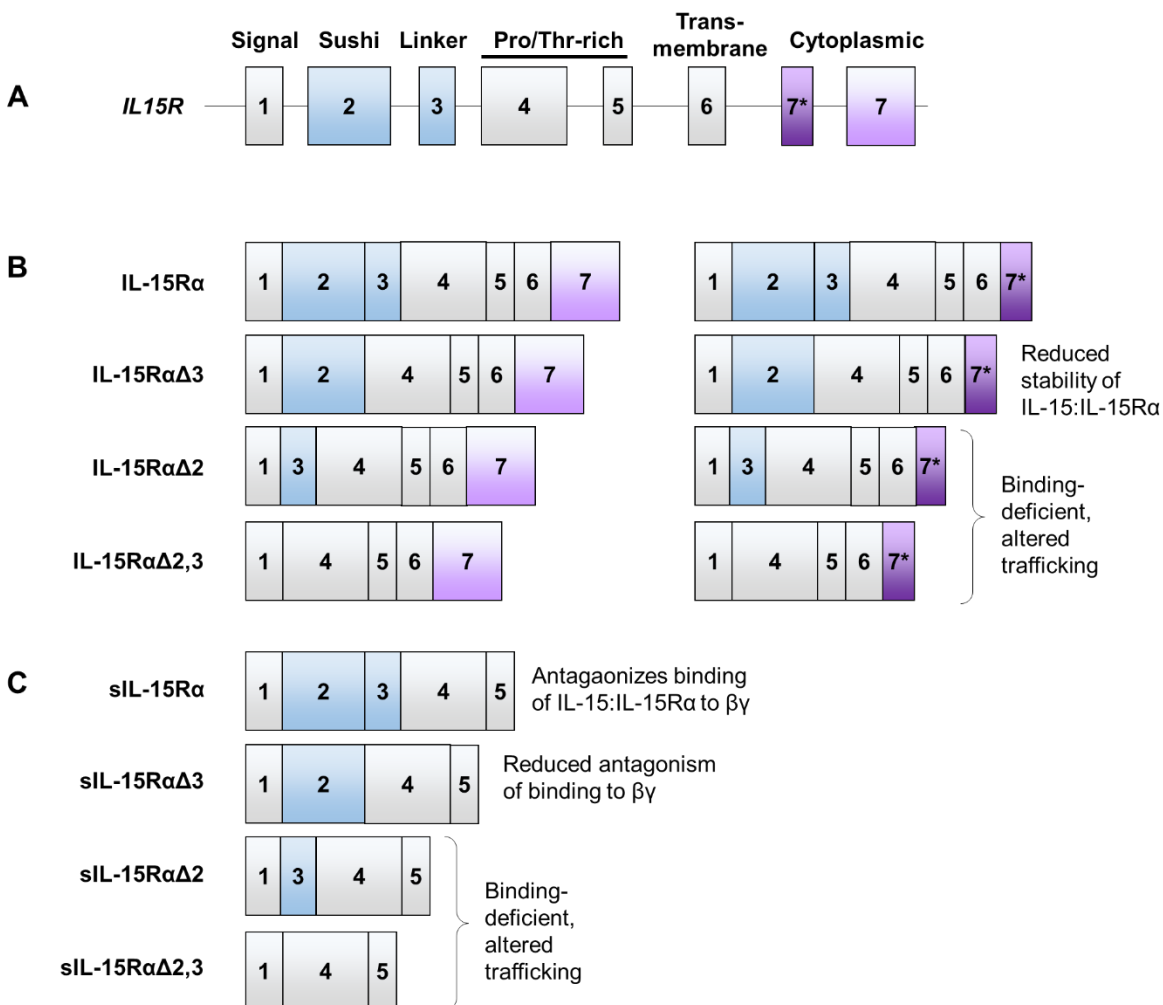 Signal Sushi Linker Pro/Thr-rich Trans-
membrane Cytoplasmic
A IL15R 1 2 3 4 5 6 7* 7
B IL-15Rα 1 2 3 4 5 6 7 1 2 3 4 5 6 7*
IL-15RαΔ3 1 2 4 5 6 7 1 2 4 5 6 7* Reduced
stability of
IL-15:IL-15Rα
IL-15RαΔ2 1 3 4 5 6 7 1 3 4 5 6 7*
IL-15RαΔ2,3 1 4 5 6 7 1 4 5 6 7*
Binding-
deficient,
altered
trafficking
C sIL-15Rα 1 2 3 4 5 Antagaonizes binding
of IL-15:IL-15Rα to βγ
sIL-15RαΔ3 1 2 4 5 Reduced antagonism
of binding to βγ
sIL-15RαΔ2 1 3 4 5
sIL-15RαΔ2,3 1 4 5
Binding-
deficient,
altered
trafficking